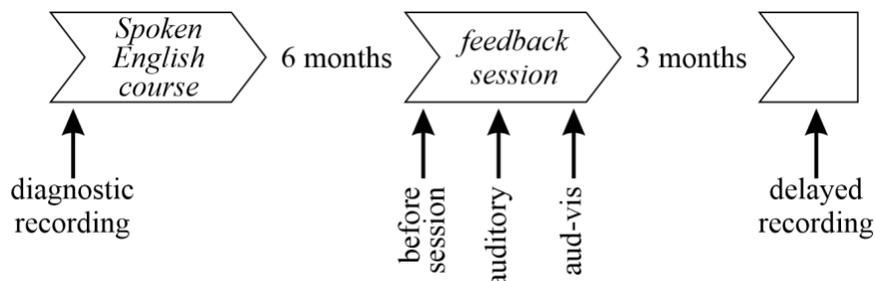 Spoken
English
course
6 months
feedback
session
3 months
diagnostic
recording
before
session
auditory
aud-vis
delayed
recording